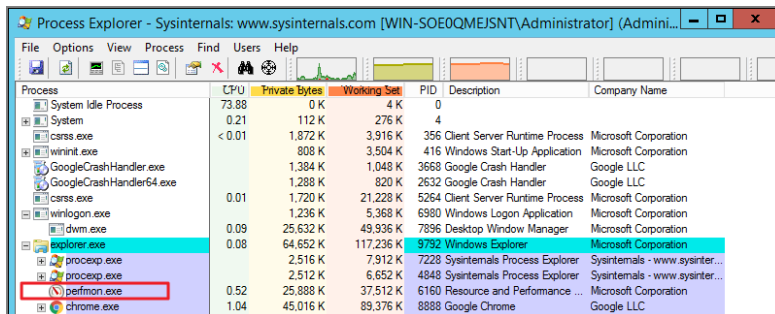 Process Explorer - Sysinternals: www.sysinternals.com [WIN-SOE0QMEJSNT\Administrator] (Admini...
File Options View Process Find Users Help
Process CPU Private Bytes Working Set PID Description Company Name
System Idle Process 73.88 0 K 4 K 0
System 0.21 112 K 276 K 4
csrss.exe < 0.01 1,872 K 3,916 K 356 Client Server Runtime Process Microsoft Corporation
wininit.exe 808 K 3,504 K 416 Windows Start-Up Application Microsoft Corporation
GoogleCrashHandler.exe 1,384 K 1,048 K 3668 Google Crash Handler Google LLC
GoogleCrashHandler64.exe 1,288 K 820 K 2632 Google Crash Handler Google LLC
csrss.exe 0.01 1,720 K 21,228 K 5264 Client Server Runtime Process Microsoft Corporation
winlogon.exe 1,236 K 5,368 K 6980 Windows Logon Application Microsoft Corporation
dwm.exe 0.09 25,632 K 49,936 K 7896 Desktop Window Manager Microsoft Corporation
explorer.exe 0.08 64,652 K 117,236 K 9792 Windows Explorer Microsoft Corporation
procexp.exe 2,516 K 7,912 K 7228 Sysinternals Process Explorer Sysinternals - www.sysinter...
procexp.exe 2,512 K 6,652 K 4848 Sysinternals Process Explorer Sysinternals - www.sysinter...
perfmon.exe 0.52 25,888 K 37,512 K 6160 Resource and Performance ... Microsoft Corporation
chrome.exe 1.04 45,016 K 89,376 K 8888 Google Chrome Google LLC